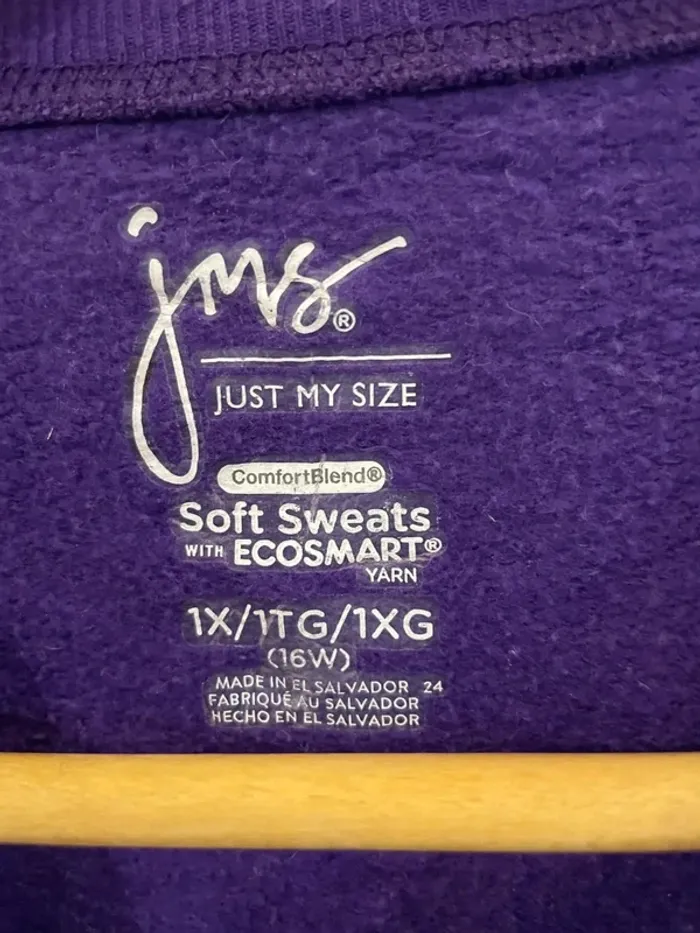 jms®
JUST MY SIZE
ComfortBlend®
Soft Sweats
WITH ECOSMART®
YARN
1X/1TG/1XG
(16W)
MADE IN EL SALVADOR 24
FABRIQUÉ AU SALVADOR
HECHO EN EL SALVADOR